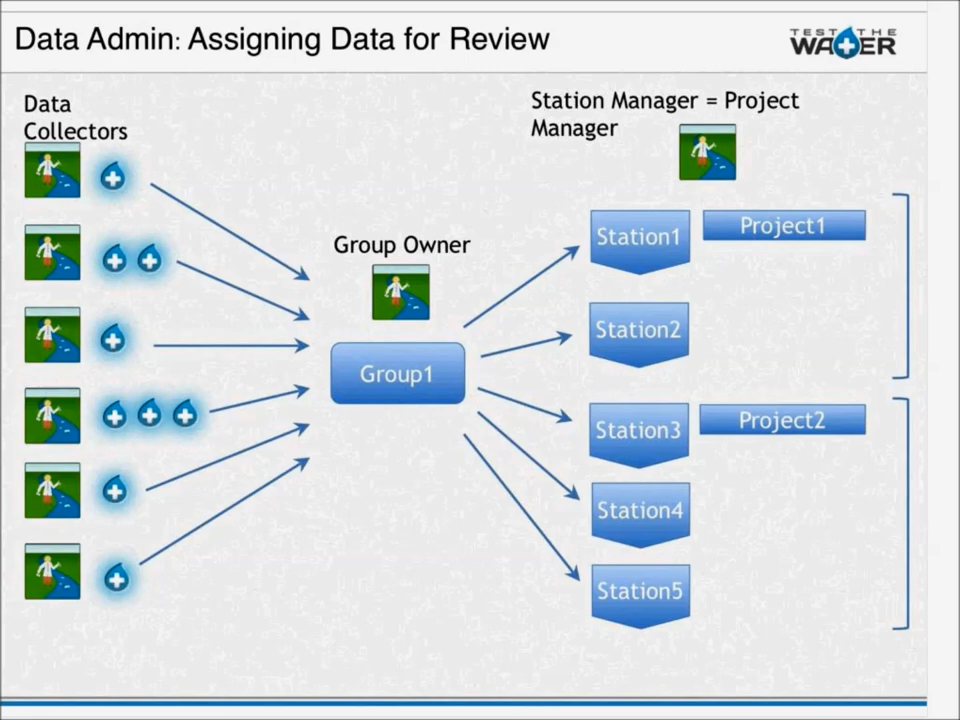 Data Admin: Assigning Data for Review
TEST THE
WATER
Data
Collectors
Station Manager = Project
Manager
Group Owner
Group1
Station1
Project1
Station2
Station3
Project2
Station4
Station5